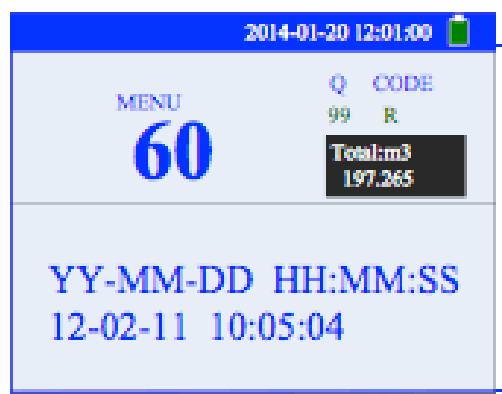 2014-01-20 12:01:00
Q CODE
MENU
99 R
60
Total:m3
197.265
YY-MM-DD HH:MM:SS
12-02-11 10:05:04